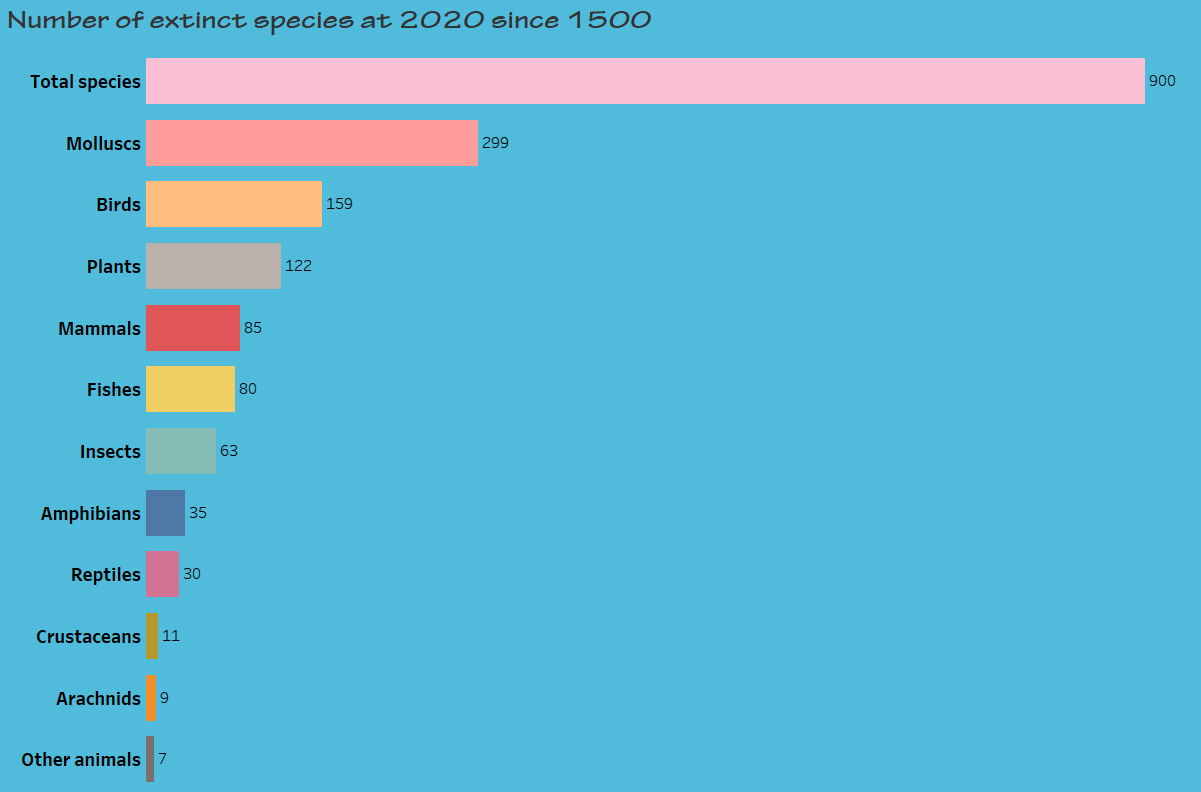 Number of extinct species at 2020 since 1500
Total species 900
Molluscs 299
Birds 159
Plants 122
Mammals 85
Fishes 80
Insects 63
Amphibians 35
Reptiles 30
Crustaceans 11
Arachnids 9
Other animals 7